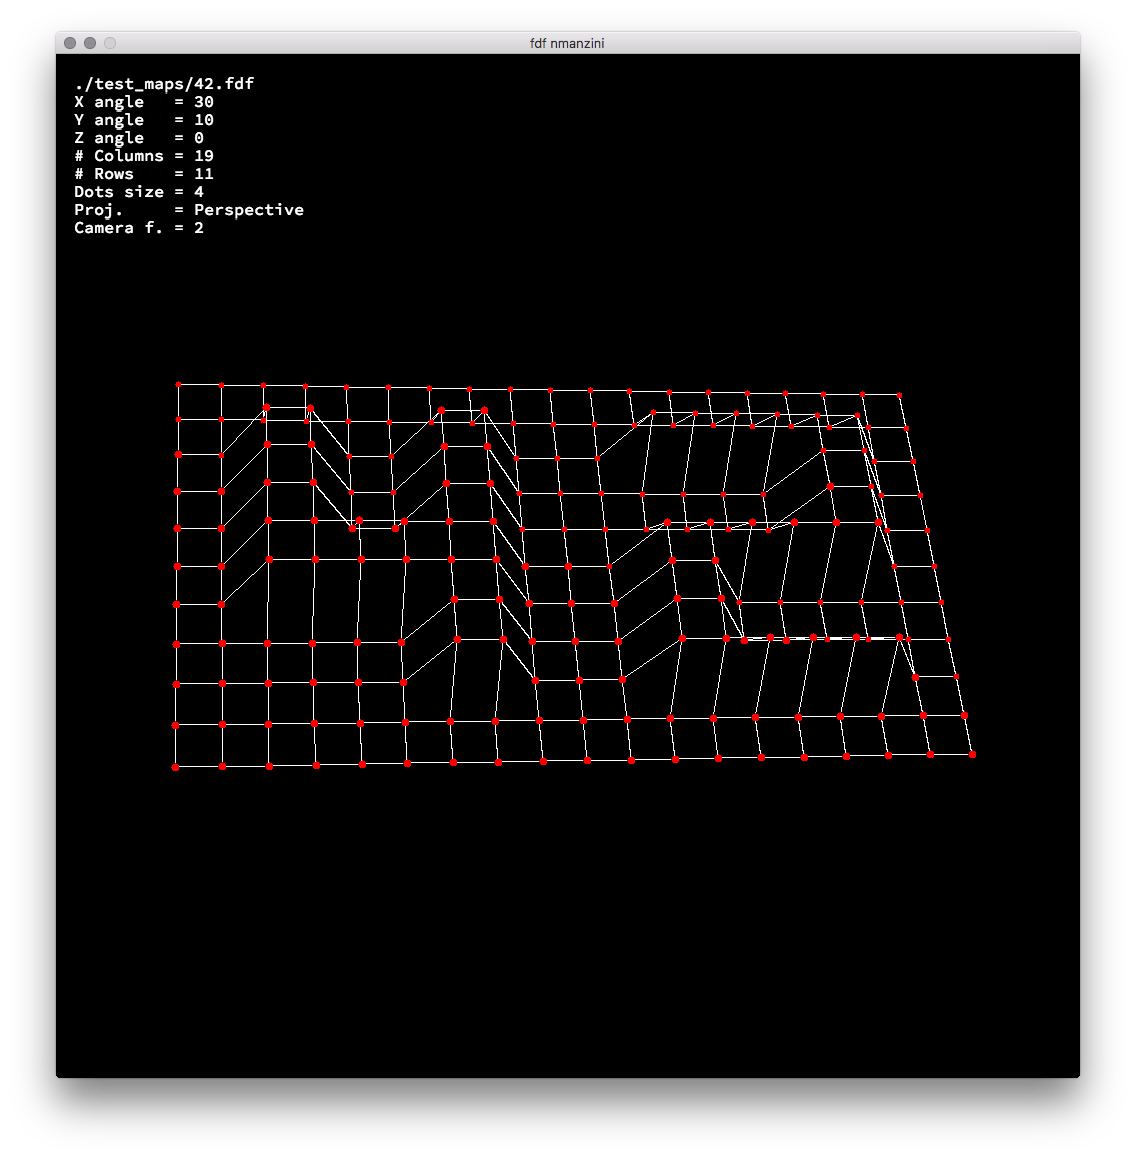 fdf nmanzini
./test_maps/42.fdf
X angle   = 30
Y angle   = 10
Z angle   = 0
# Columns = 19
# Rows    = 11
Dots size = 4
Proj.     = Perspective
Camera f. = 2